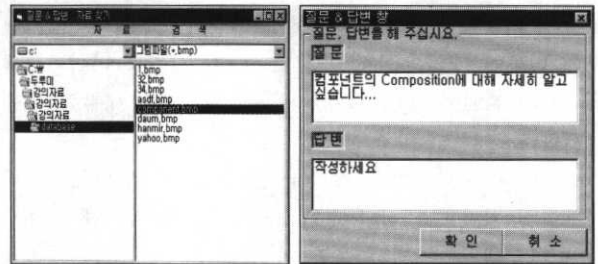 질문 & 답변 자료 찾기
자 료 검 색
c:
그림파일(*.bmp)
C:₩
두루미
강의자료
강의자료
강의자료
database
1.bmp
32.bmp
34.bmp
asdf.bmp
component.bmp
daum.bmp
hanmir.bmp
yahoo.bmp
질문 & 답변 창
질문, 답변을 해 주십시요.
질 문
컴포넌트의 Composition에 대해 자세히 알고
싶습니다...
답 변
작성하세요
확 인
취 소